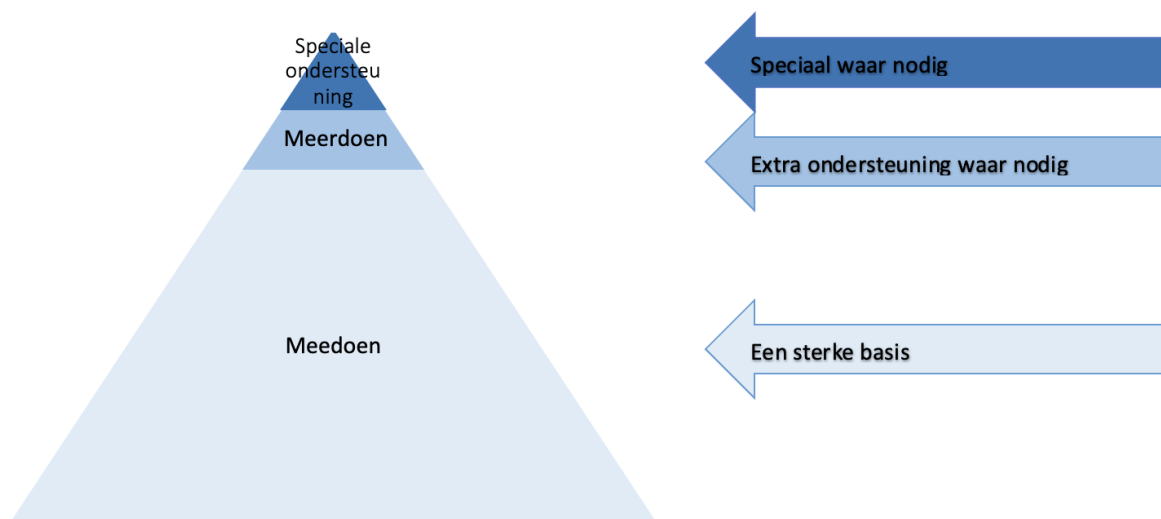 Speciale
ondersteu
ning
Speciaal waar nodig
Meerdoen
Extra ondersteuning waar nodig
Meedoen
Een sterke basis